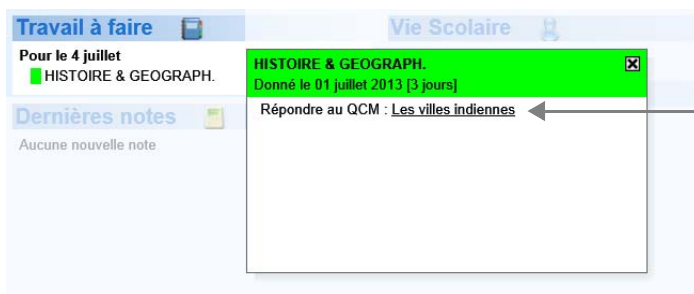 Travail à faire
Vie Scolaire
Pour le 4 juillet
HISTOIRE & GEOGRAPH.
HISTOIRE & GEOGRAPH.
Donné le 01 juillet 2013 [3 jours]
Répondre au QCM : Les villes indiennes
Dernières notes
Aucune nouvelle note